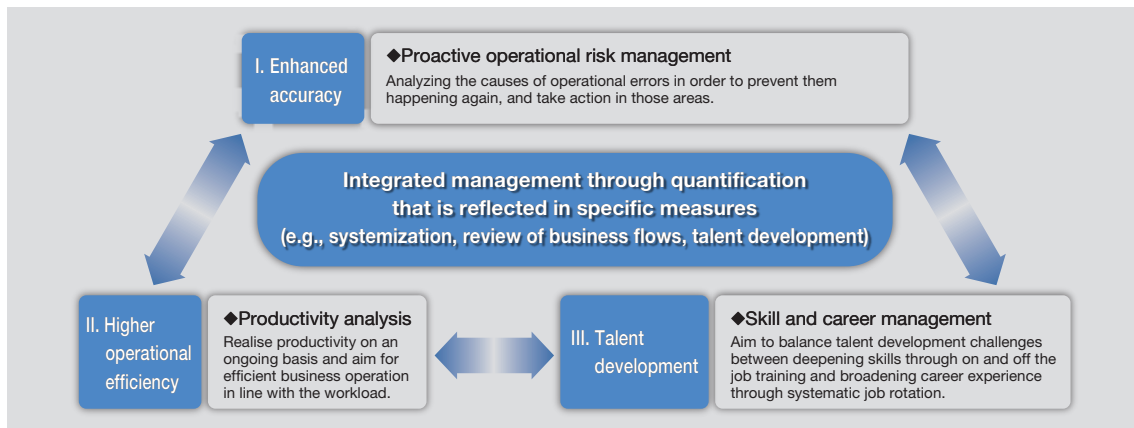 I. Enhanced
accuracy
◆Proactive operational risk management
Analyzing the causes of operational errors in order to prevent them
happening again, and take action in those areas.
Integrated management through quantification
that is reflected in specific measures
(e.g., systemization, review of business flows, talent development)
II. Higher
operational
efficiency
◆Productivity analysis
Realise productivity on an
ongoing basis and aim for
efficient business operation
in line with the workload.
III. Talent
development
◆Skill and career management
Aim to balance talent development challenges
between deepening skills through on and off the
job training and broadening career experience
through systematic job rotation.